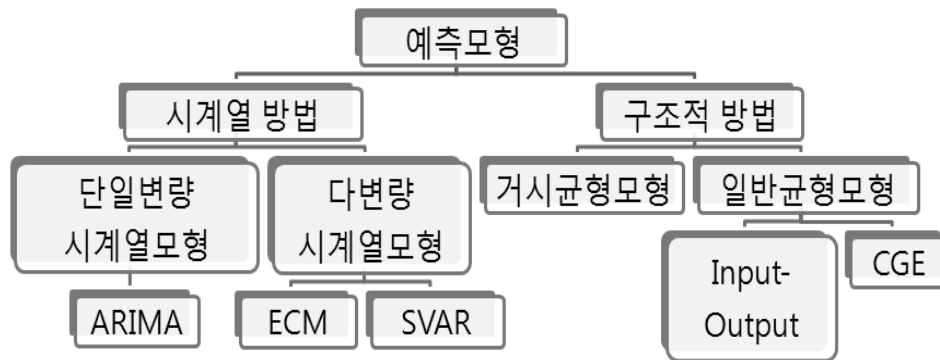 예측모형
시계열 방법
구조적 방법
단일변량
시계열모형
다변량
시계열모형
거시균형모형
일반균형모형
ARIMA
ECM
SVAR
Input-
Output
CGE